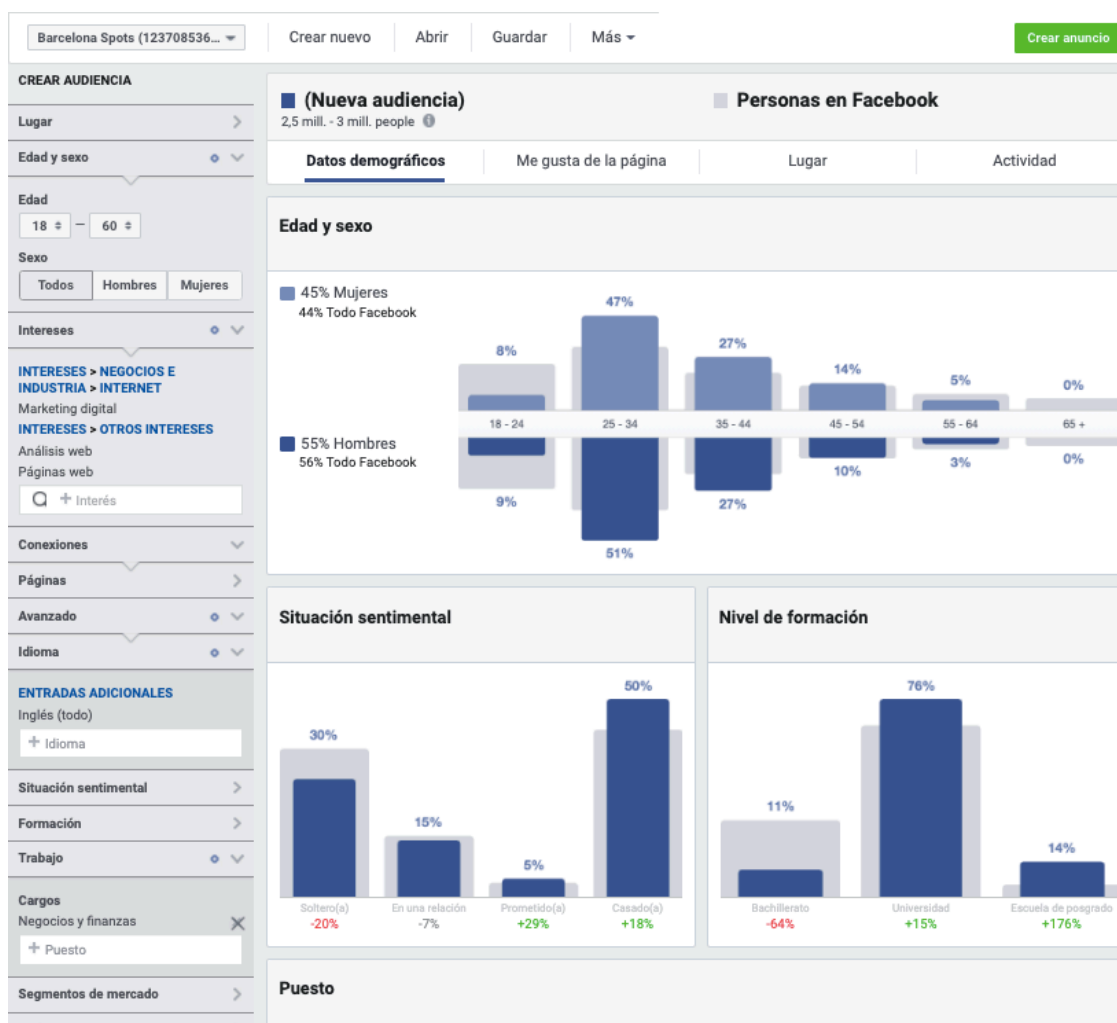 Barcelona Spots (123708536...
Crear nuevo
Abrir
Guardar
Más
Crear anuncio
CREAR AUDIENCIA
Lugar
Edad y sexo
Edad
18 – 60
Sexo
Todos
Hombres
Mujeres
Intereses
INTERESES > NEGOCIOS E
INDUSTRIA > INTERNET
Marketing digital
INTERESES > OTROS INTERESES
Análisis web
Páginas web
+ Interés
Conexiones
Páginas
Avanzado
Idioma
ENTRADAS ADICIONALES
Inglés (todo)
+ Idioma
Situación sentimental
Formación
Trabajo
Cargos
Negocios y finanzas
+ Puesto
Segmentos de mercado
(Nueva audiencia)
2,5 mill. - 3 mill. people
Personas en Facebook
Datos demográficos
Me gusta de la página
Lugar
Actividad
Edad y sexo
45% Mujeres
44% Todo Facebook
8%
47%
27%
14%
5%
0%
18 - 24
25 - 34
35 - 44
45 - 54
55 - 64
65 +
55% Hombres
56% Todo Facebook
9%
51%
27%
10%
3%
0%
Situación sentimental
30%
15%
5%
50%
Soltero(a)
En una relación
Prometido(a)
Casado(a)
-20%
-7%
+29%
+18%
Nivel de formación
11%
76%
14%
Bachillerato
Universidad
Escuela de posgrado
-64%
+15%
+176%
Puesto